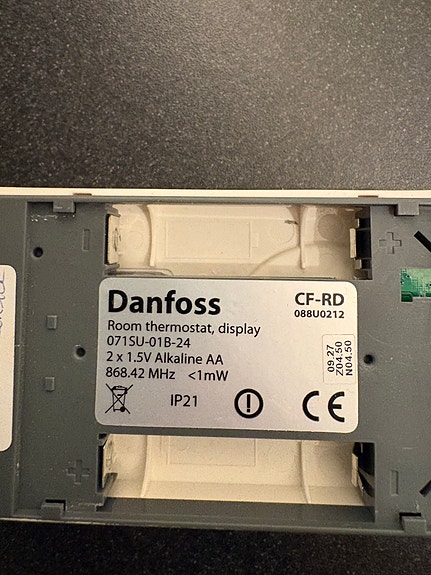 Danfoss
CF-RD
088U0212
Room thermostat, display
071SU-01B-24
2 x 1.5V Alkaline AA
868.42 MHz <1mW
IP21
CE
09.27
Z04.50
N04.50